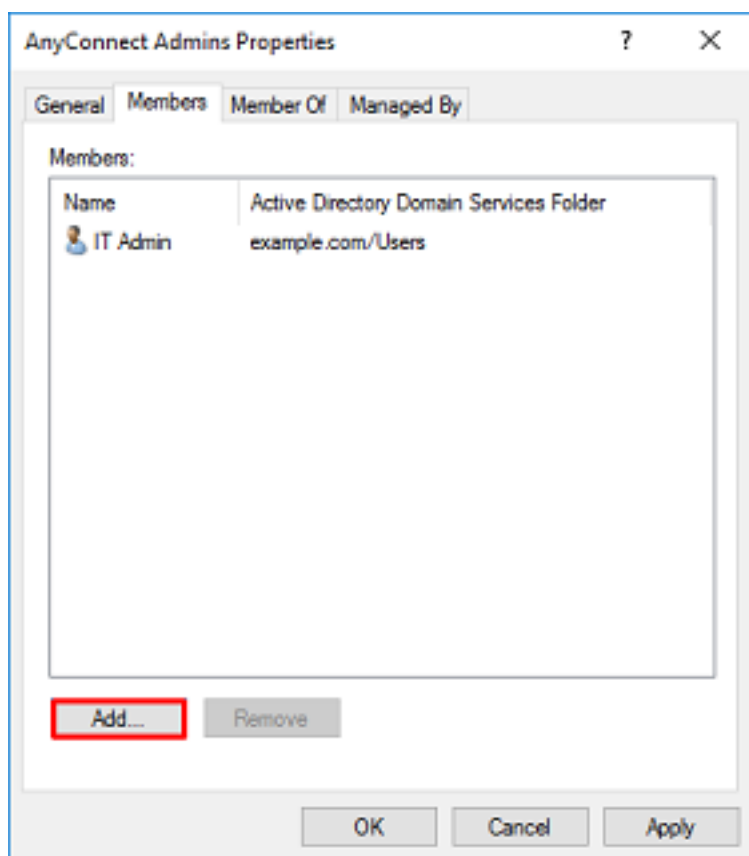 AnyConnect Admins Properties ? ×
General Members Member Of Managed By
Members:
Name Active Directory Domain Services Folder
IT Admin example.com/Users
Add... Remove
OK Cancel Apply